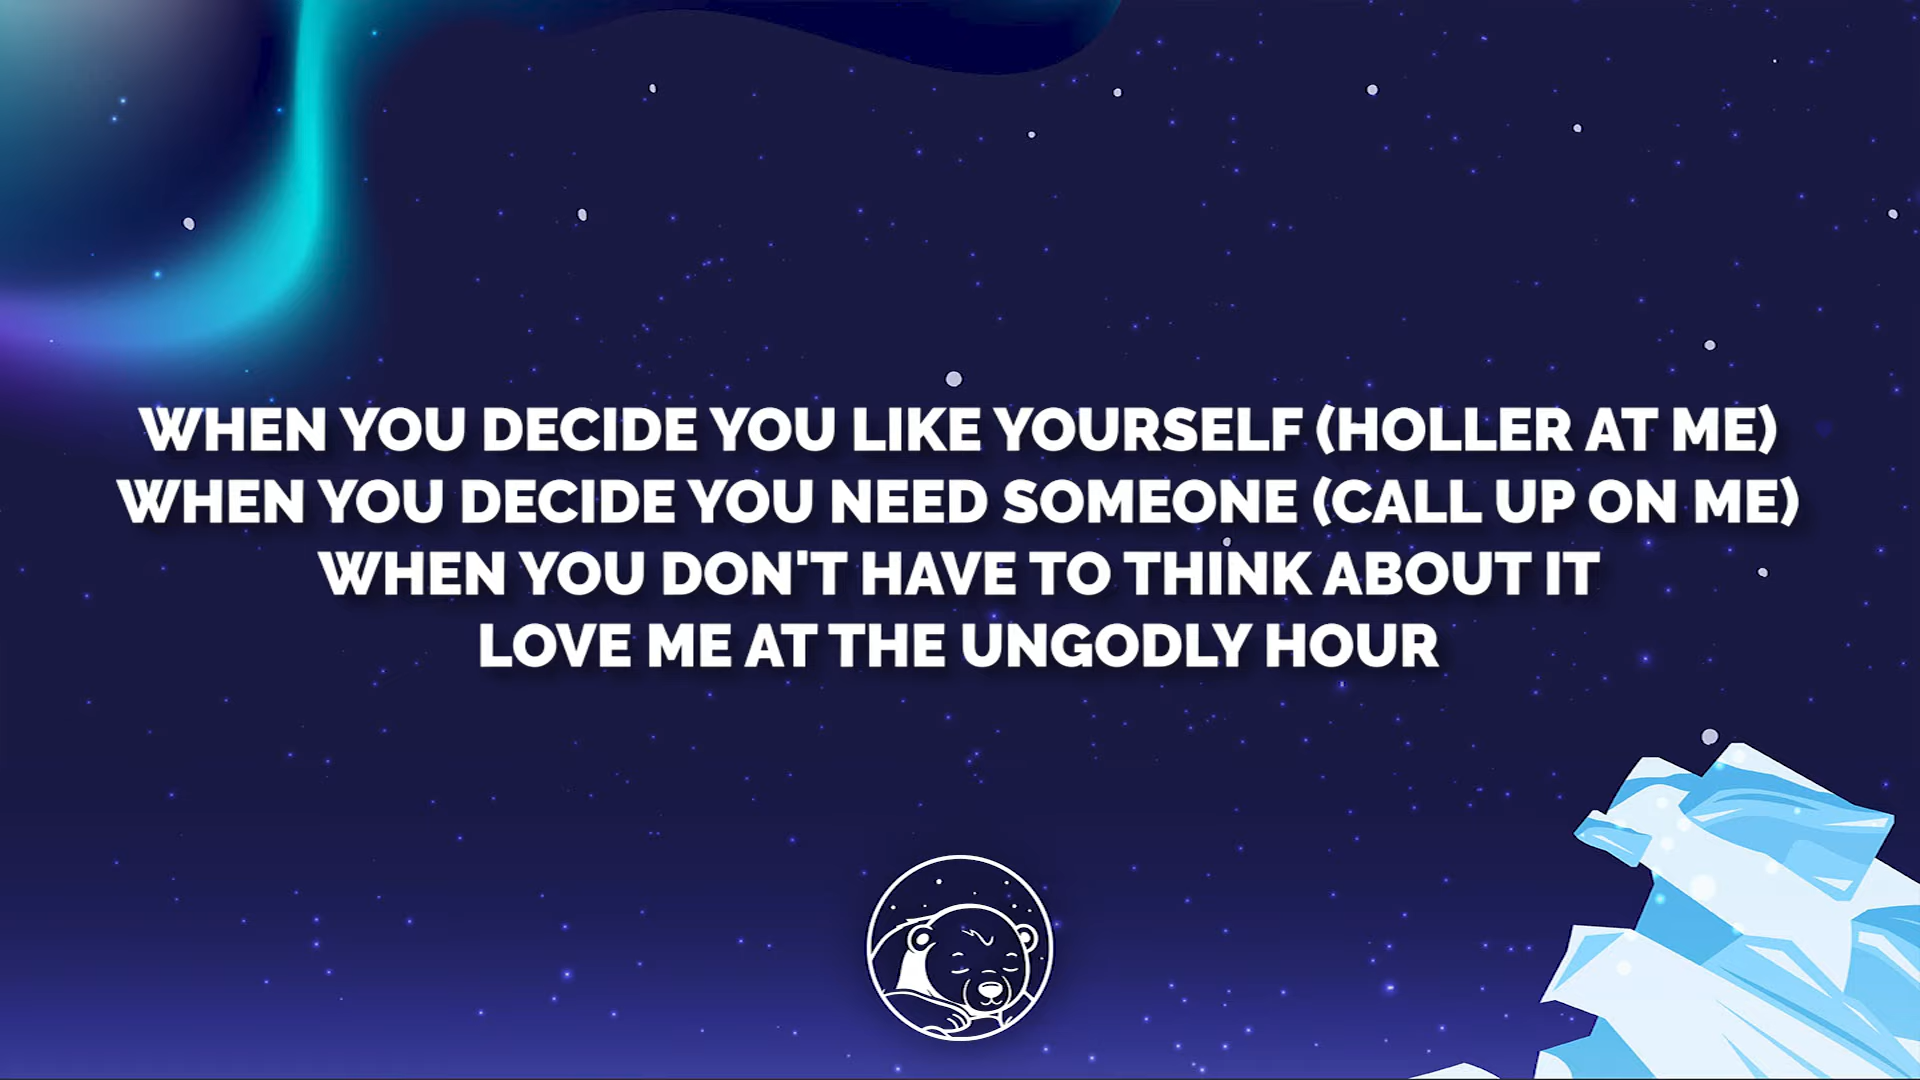 WHEN YOU DECIDE YOU LIKE YOURSELF (HOLLER AT ME)
WHEN YOU DECIDE YOU NEED SOMEONE (CALL UP ON ME)
WHEN YOU DON'T HAVE TO THINK ABOUT IT
LOVE ME AT THE UNGODLY HOUR